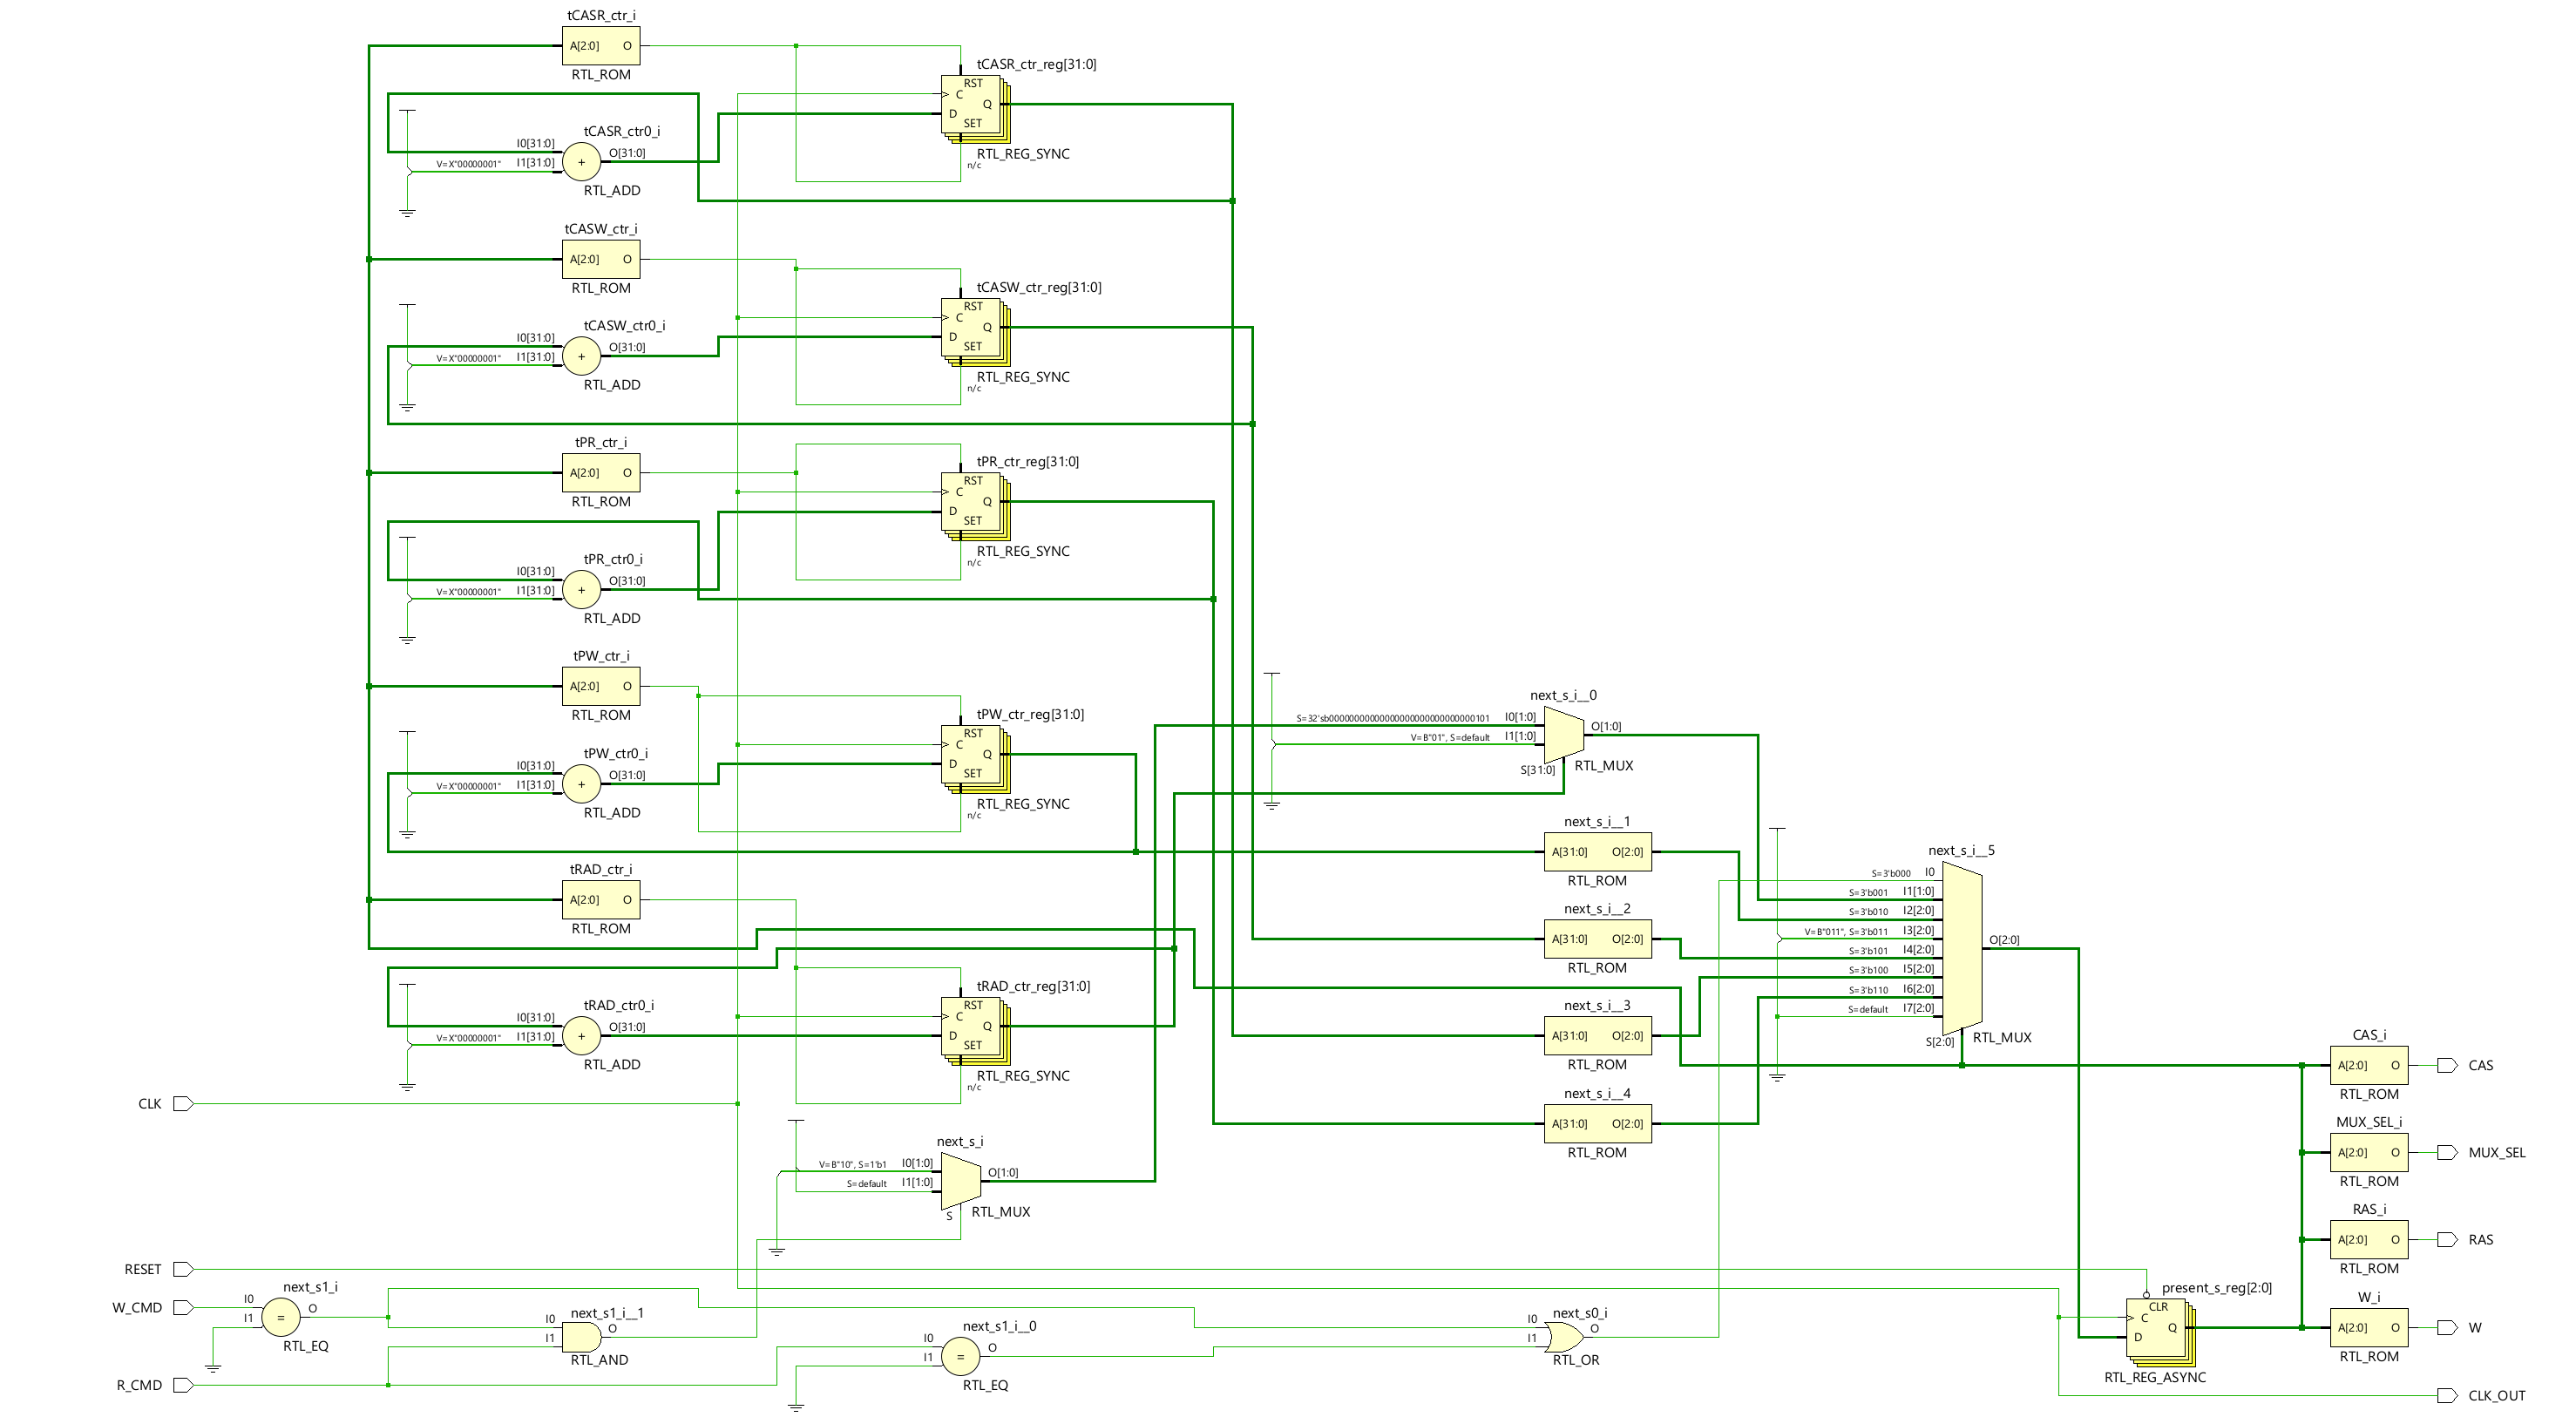 tCASR_ctr_i
A[2:0] O
RTL_ROM
tCASR_ctr_reg[31:0]
RST
C
Q
D
SET
RTL_REG_SYNC
n/c
tCASR_ctr0_i
I0[31:0]
V=X"00000001" I1[31:0]
+
O[31:0]
RTL_ADD
tCASW_ctr_i
A[2:0] O
RTL_ROM
tCASW_ctr_reg[31:0]
RST
C
Q
D
SET
RTL_REG_SYNC
n/c
tCASW_ctr0_i
I0[31:0]
V=X"00000001" I1[31:0]
+
O[31:0]
RTL_ADD
tPR_ctr_i
A[2:0] O
RTL_ROM
tPR_ctr_reg[31:0]
RST
C
Q
D
SET
RTL_REG_SYNC
n/c
tPR_ctr0_i
I0[31:0]
V=X"00000001" I1[31:0]
+
O[31:0]
RTL_ADD
tPW_ctr_i
A[2:0] O
RTL_ROM
tPW_ctr_reg[31:0]
RST
C
Q
D
SET
RTL_REG_SYNC
n/c
tPW_ctr0_i
I0[31:0]
V=X"00000001" I1[31:0]
+
O[31:0]
RTL_ADD
tRAD_ctr_i
A[2:0] O
RTL_ROM
tRAD_ctr_reg[31:0]
RST
C
Q
D
SET
RTL_REG_SYNC
n/c
tRAD_ctr0_i
I0[31:0]
V=X"00000001" I1[31:0]
+
O[31:0]
RTL_ADD
next_s_i__0
I0[1:0]
V=B"01", S=default I1[1:0]
S[31:0]
O[1:0]
RTL_MUX
next_s_i__1
A[31:0] O[2:0]
RTL_ROM
next_s_i__2
A[31:0] O[2:0]
RTL_ROM
next_s_i__3
A[31:0] O[2:0]
RTL_ROM
next_s_i__4
A[31:0] O[2:0]
RTL_ROM
next_s_i__5
S=3'b000 I0
S=3'b001 I1[1:0]
S=3'b010 I2[2:0]
V=B"011", S=3'b011 I3[2:0]
S=3'b101 I4[2:0]
S=3'b100 I5[2:0]
S=3'b110 I6[2:0]
S=default I7[2:0]
S[2:0]
O[2:0]
RTL_MUX
CLK
next_s_i
V=B"10", S=1'b1 I0[1:0]
S=default I1[1:0]
S
O[1:0]
RTL_MUX
RESET
W_CMD
next_s1_i
I0
I1
=
O
RTL_EQ
R_CMD
next_s1_i__1
I0
I1
O
RTL_AND
next_s1_i__0
I0
I1
=
O
RTL_EQ
next_s0_i
I0
I1
O
RTL_OR
present_s_reg[2:0]
CLR
C
Q
D
RTL_REG_ASYNC
CAS_i
A[2:0] O
RTL_ROM
CAS
MUX_SEL_i
A[2:0] O
RTL_ROM
MUX_SEL
RAS_i
A[2:0] O
RTL_ROM
RAS
W_i
A[2:0] O
RTL_ROM
W
CLK_OUT